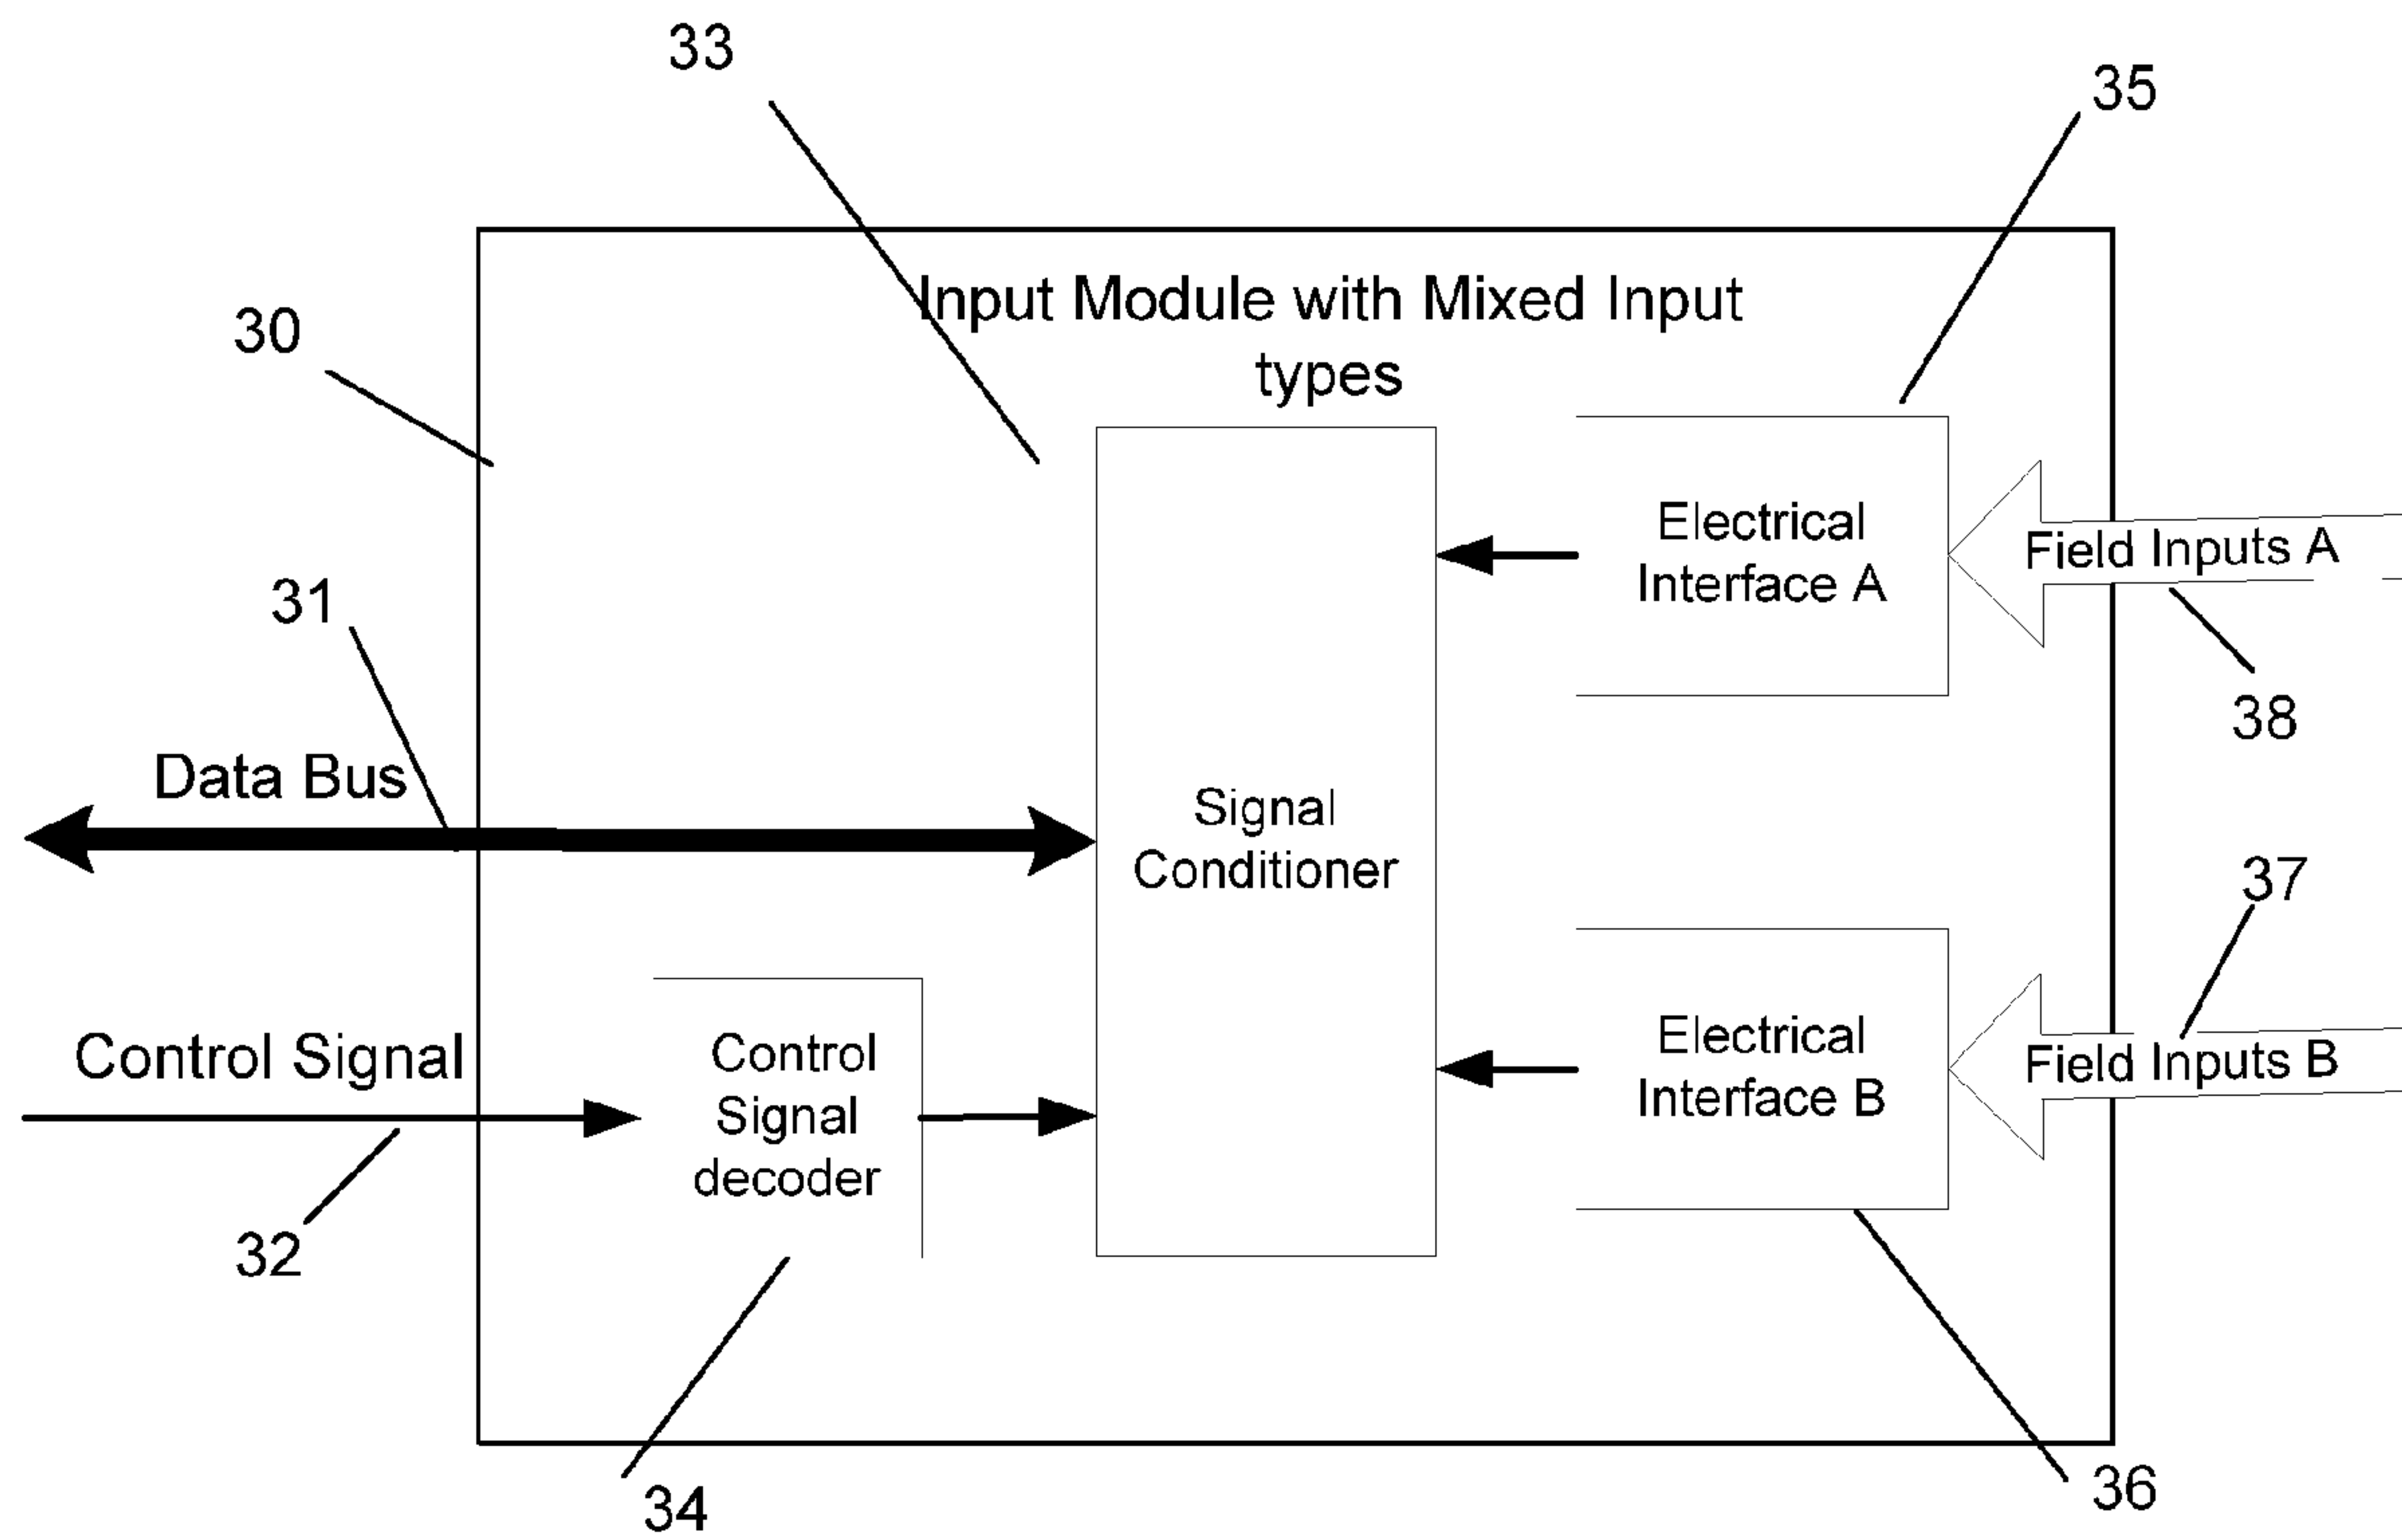 33
35
Input Module with Mixed Input
types
30
Electrical
Interface A
Field Inputs A
31
38
Data Bus
Signal
Conditioner
37
Control Signal
Control
Signal
decoder
Electrical
Interface B
Field Inputs B
32
34
36